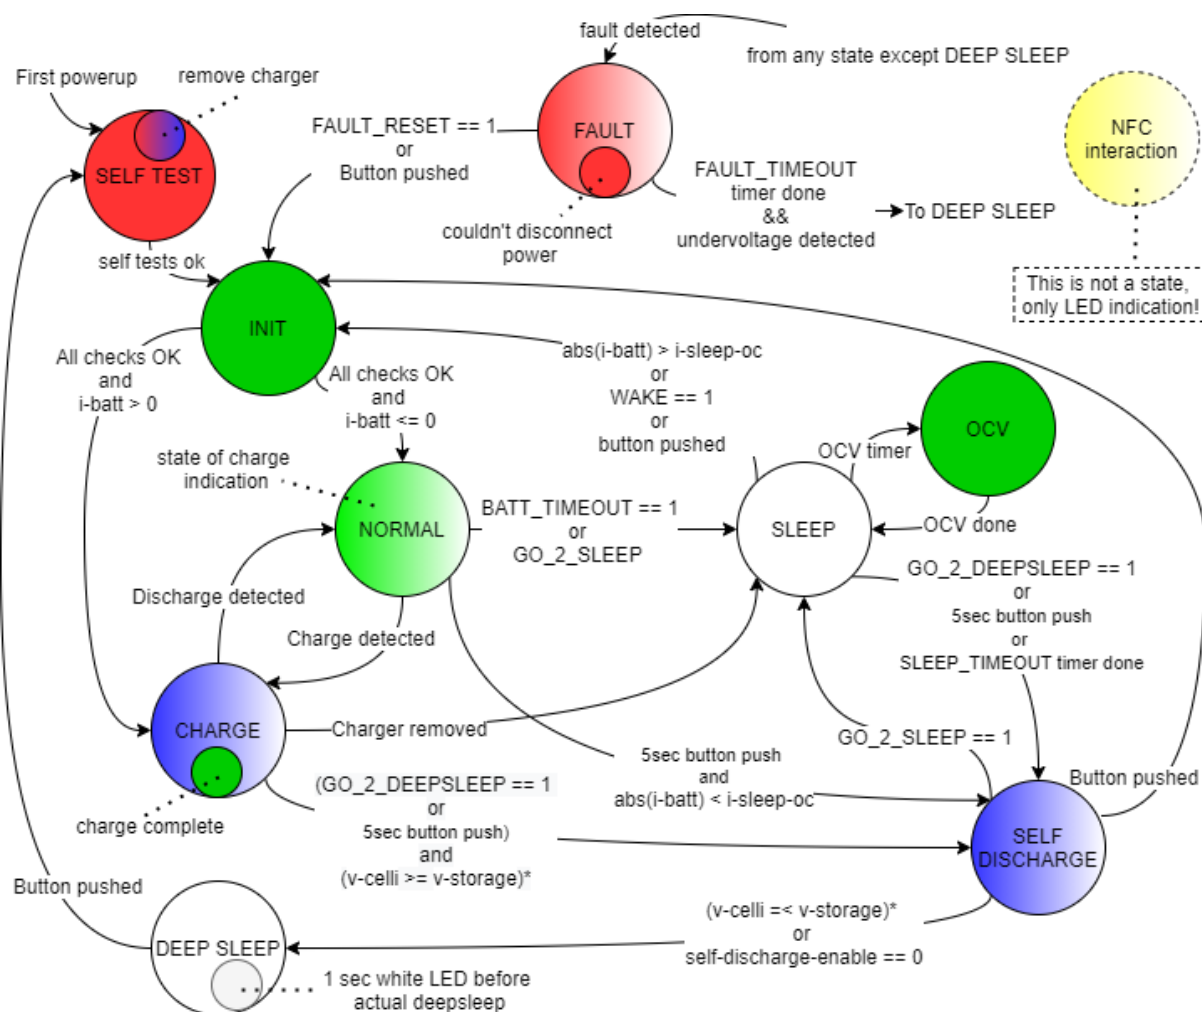 fault detected
from any state except DEEP SLEEP
First powerup
remove charger
SELF TEST
FAULT_RESET == 1
or
Button pushed
FAULT
NFC
interaction
FAULT_TIMEOUT
timer done
&&
undervoltage detected
To DEEP SLEEP
couldn't disconnect
power
self tests ok
This is not a state,
only LED indication!
INIT
All checks OK
and
i-batt > 0
All checks OK
and
i-batt <= 0
abs(i-batt) > i-sleep-oc
or
WAKE == 1
or
button pushed
OCV
OCV timer
state of charge
indication
NORMAL
BATT_TIMEOUT == 1
or
GO_2_SLEEP
SLEEP
OCV done
GO_2_DEEPSLEEP == 1
or
5sec button push
or
SLEEP_TIMEOUT timer done
Discharge detected
Charge detected
CHARGE
Charger removed
GO_2_SLEEP == 1
5sec button push
and
abs(i-batt) < i-sleep-oc
Button pushed
(GO_2_DEEPSLEEP == 1
or
5sec button push)
and
(v-celli >= v-storage)*
charge complete
SELF
DISCHARGE
Button pushed
(v-celli =< v-storage)*
or
self-discharge-enable == 0
DEEP SLEEP
1 sec white LED before
actual deepsleep